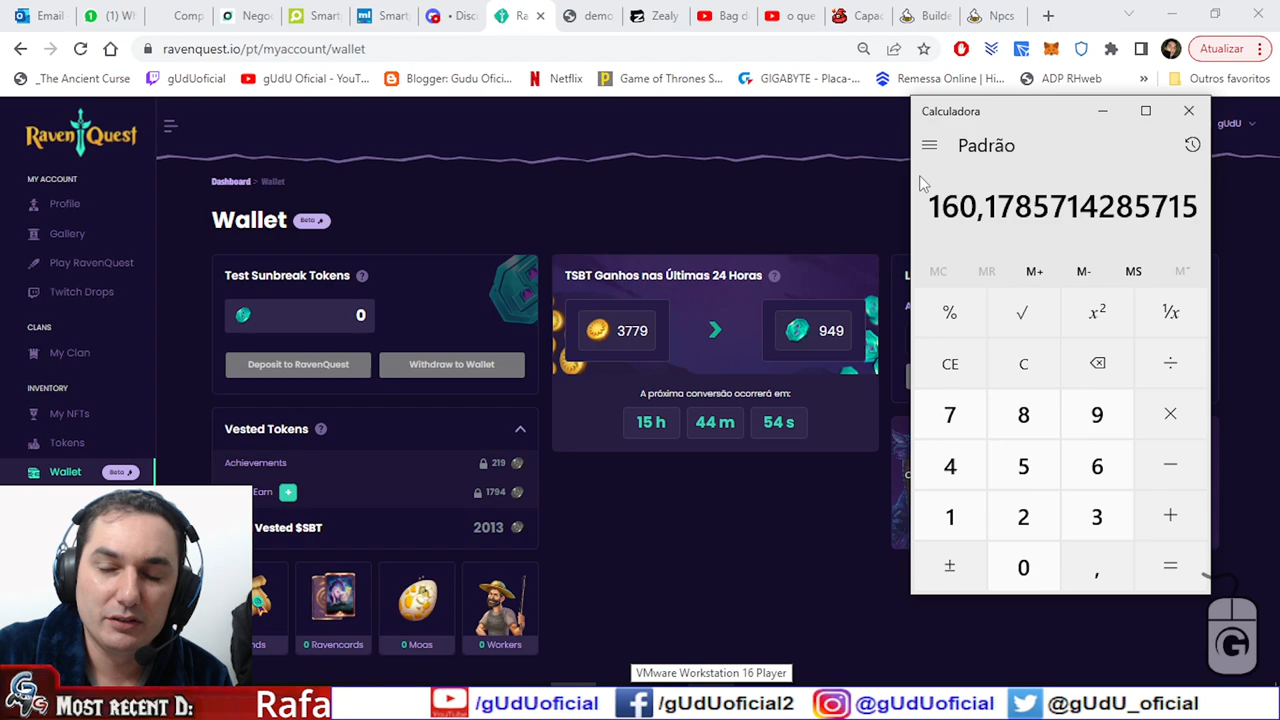 Email
(1) Wh
Comp
Nego
Smart
Smart
• Disco
Ra
demo
Zealy
Bag d
o que
Capac
Builde
Npcs
ravenquest.io/pt/myaccount/wallet
Atualizar
_The Ancient Curse
gUdUoficial
gUdU Oficial - YouT...
Blogger: Gudu Ofici...
Netflix
Game of Thrones S...
GIGABYTE - Placa-...
Remessa Online | Hi...
ADP RHweb
»
Outros favoritos
RAVENQUEST
MY ACCOUNT
Profile
Gallery
Play RavenQuest
Twitch Drops
CLANS
My Clan
INVENTORY
My NFTs
Tokens
Wallet Beta
Dashboard > Wallet
Wallet Beta
Test Sunbreak Tokens ?
0
Deposit to RavenQuest
Withdraw to Wallet
Vested Tokens ?
Achievements
219
Earn +
1794
Vested $SBT
2013
nds
0 Ravencards
0 Moas
0 Workers
TSBT Ganhos nas Últimas 24 Horas ?
3779
949
A próxima conversão ocorrerá em:
15 h
44 m
54 s
gUdU
Calculadora
Padrão
160,1785714285715
MC MR M+ M- MS M˅
% √ x² ¹/x
CE C ⌫ ÷
7 8 9 ×
4 5 6 −
1 2 3 +
± 0 , =
VMware Workstation 16 Player
G
MOST RECENT D:
Rafa
/gUdUoficial
/gUdUoficial2
@gUdUoficial
@gUdU_oficial